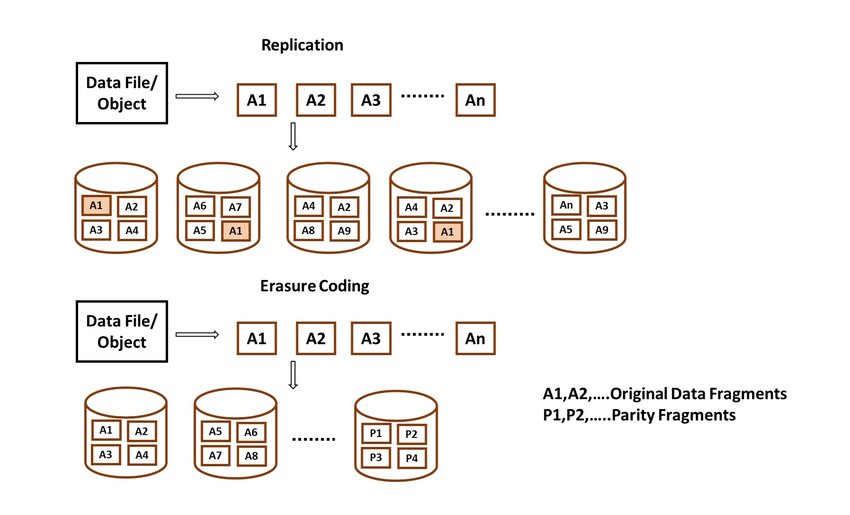 Replication
Data File/
Object
A1 A2 A3 ........ An
A1 A2 A6 A7 A4 A2 A4 A2 An A3
A3 A4 A5 A1 A8 A9 A3 A1 ......... A5 A9
Erasure Coding
Data File/
Object
A1 A2 A3 ........ An
A1 A2 A5 A6 P1 P2
A3 A4 A7 A8 ........ P3 P4
A1,A2,....Original Data Fragments
P1,P2,.....Parity Fragments